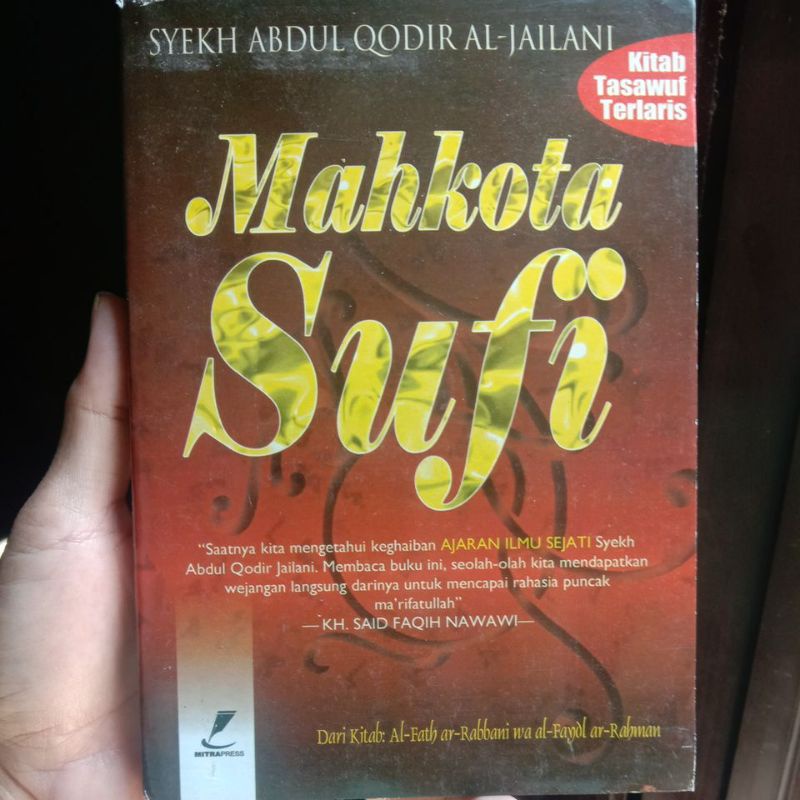 SYEKH ABDUL QODIR AL-JAILANI
Kitab
Tasawuf
Terlaris
Mahkota
Sufi
“Saatnya kita mengetahui keghaiban AJARAN ILMU SEJATI Syekh
Abdul Qodir Jailani. Membaca buku ini, seolah-olah kita mendapatkan
wejangan langsung darinya untuk mencapai rahasia puncak
ma'rifatullah”
—KH. SAID FAQIH NAWAWI—
MITRAPRESS
Dari Kitab: Al-Fath ar-Rabbani wa al-Fayòl ar-Rahman